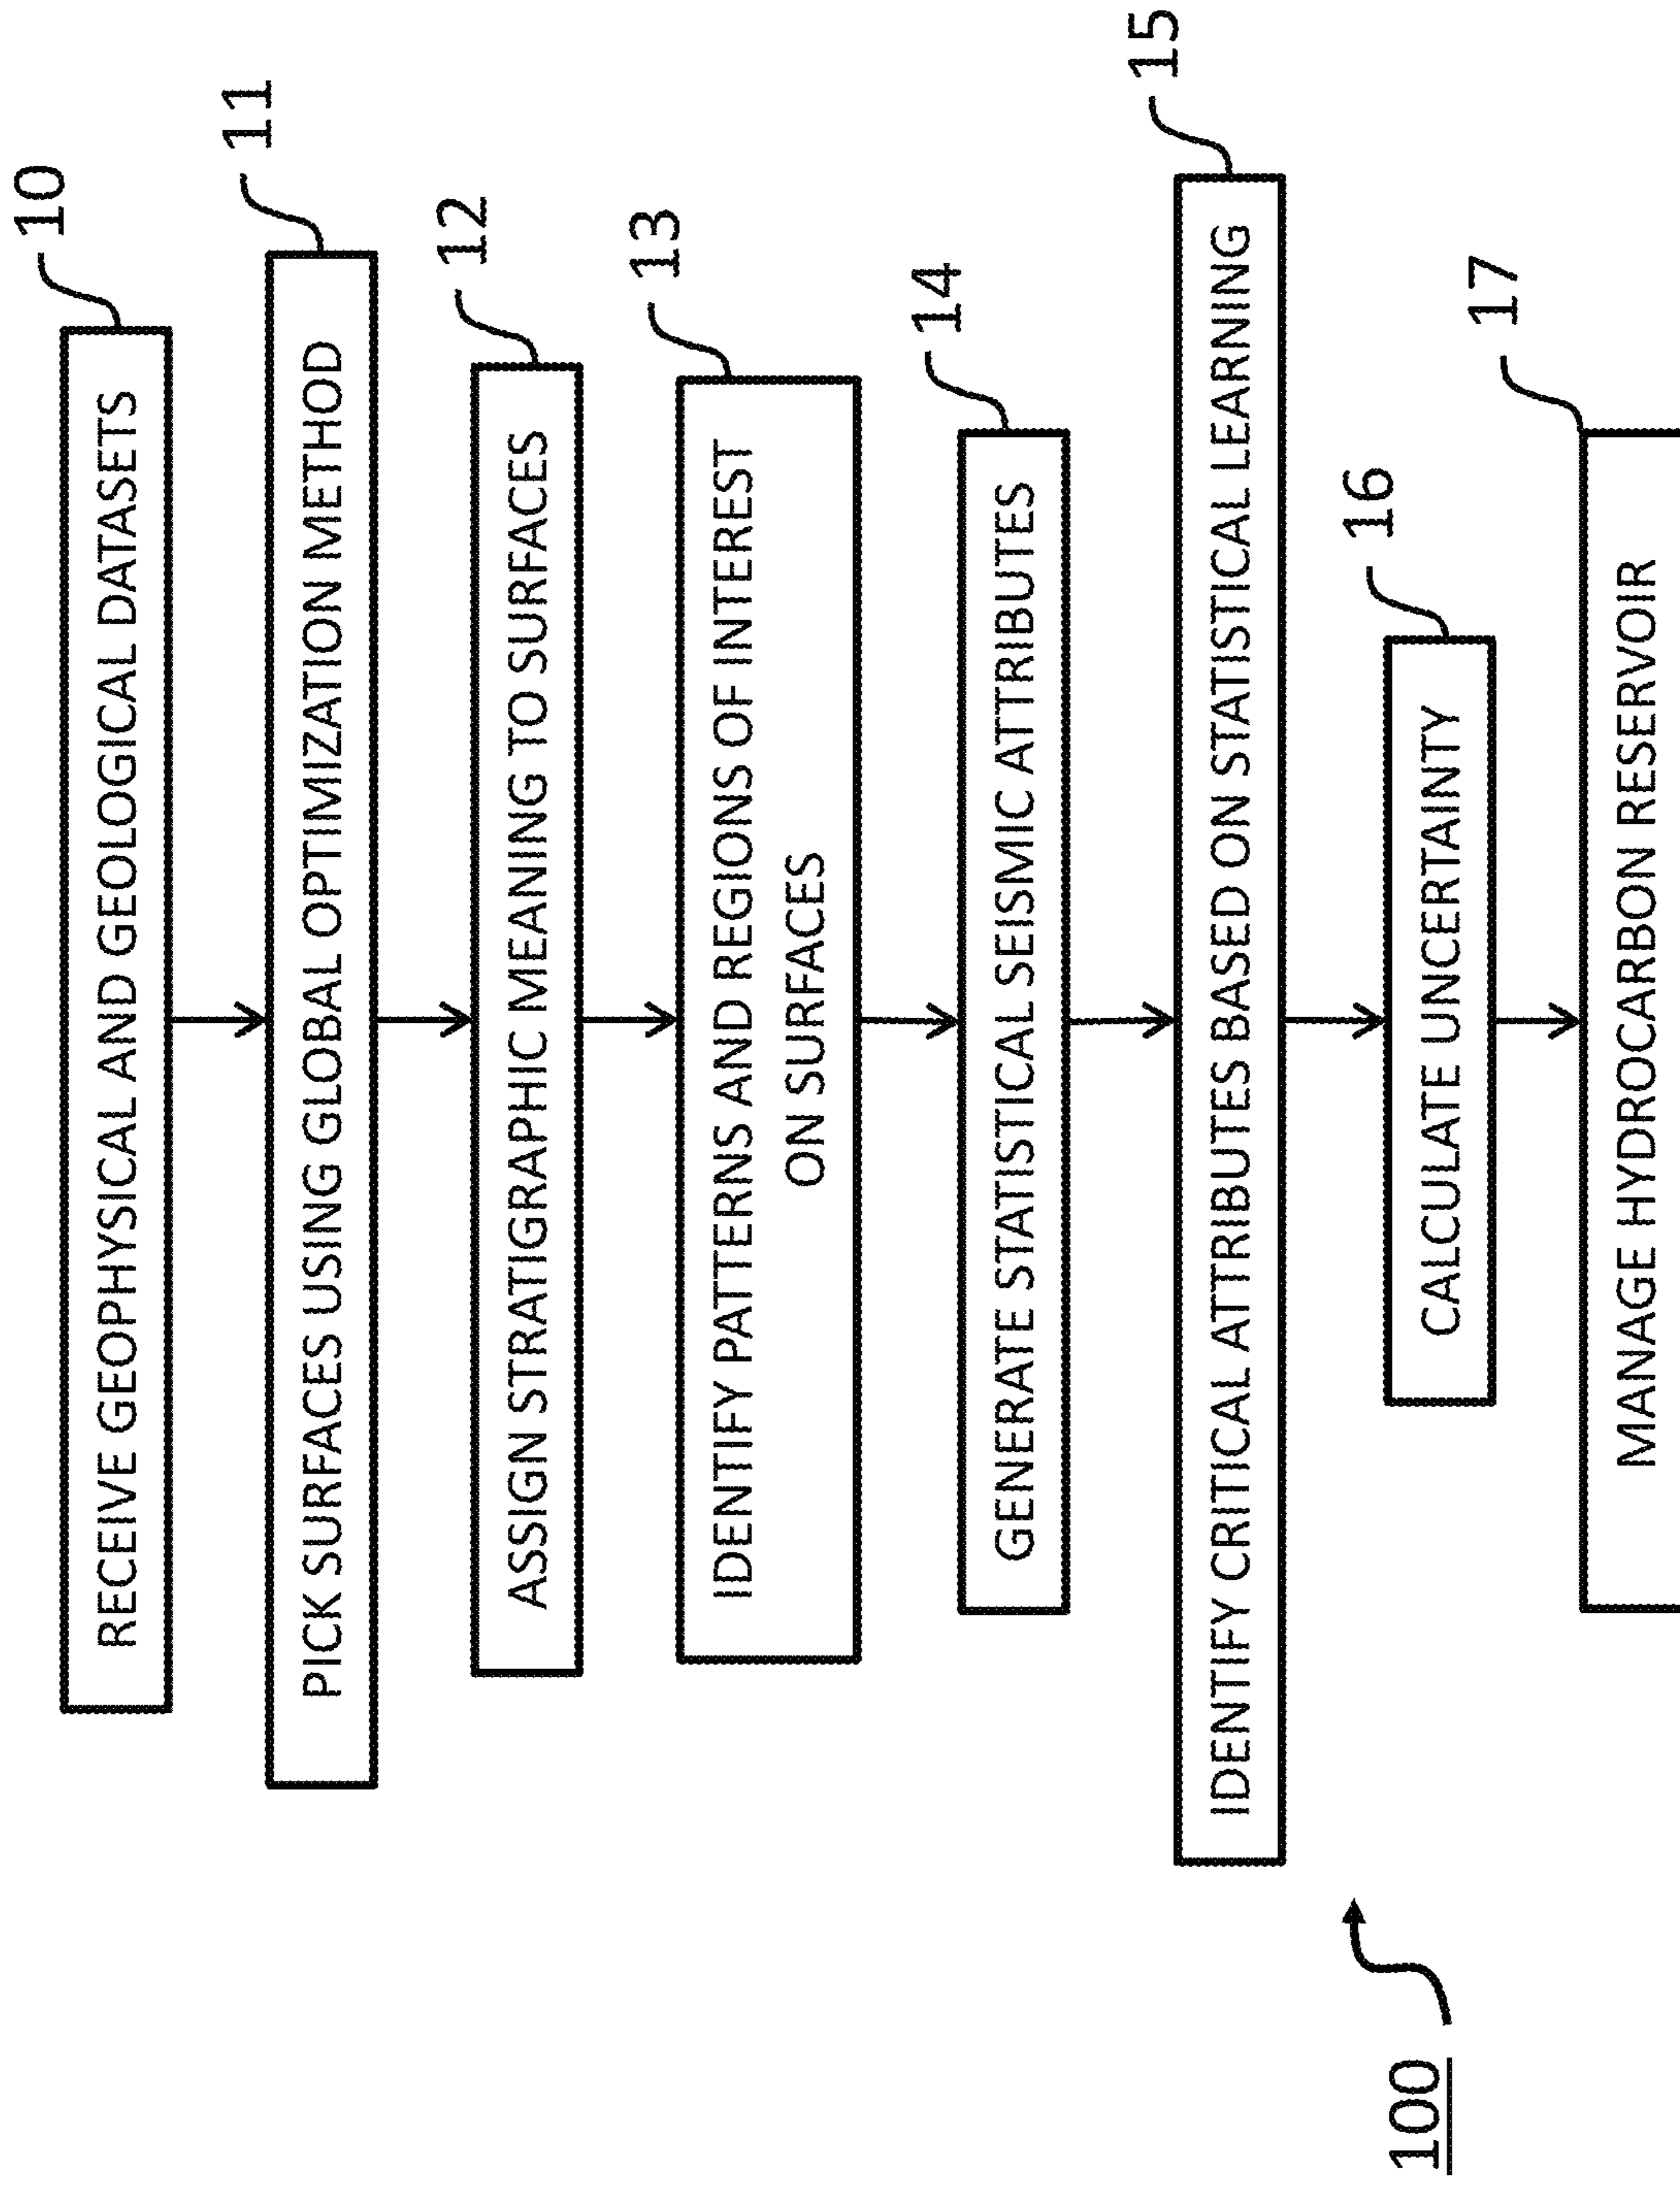 10
RECEIVE GEOPHYSICAL AND GEOLOGICAL DATASETS
11
PICK SURFACES USING GLOBAL OPTIMIZATION METHOD
12
ASSIGN STRATIGRAPHIC MEANING TO SURFACES
13
IDENTIFY PATTERNS AND REGIONS OF INTEREST
ON SURFACES
14
GENERATE STATISTICAL SEISMIC ATTRIBUTES
15
IDENTIFY CRITICAL ATTRIBUTES BASED ON STATISTICAL LEARNING
16
CALCULATE UNCERTAINTY
17
MANAGE HYDROCARBON RESERVOIR
100